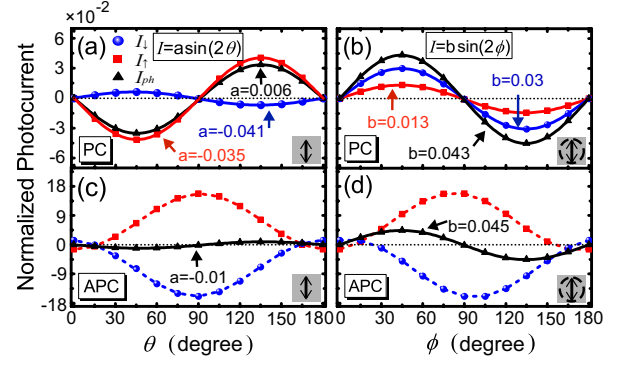 ×10⁻²
Normalized Photocurrent
6
3
0
-3
-6
(a)
I↓
I↑
Iph
I=asin(2θ)
a=0.006
a=-0.041
a=-0.035
PC
(b)
I=bsin(2ϕ)
b=0.03
b=0.013
b=0.043
PC
18
9
0
-9
-18
(c)
a=-0.01
APC
(d)
b=0.045
APC
0 30 60 90 120 150 180
0 30 60 90 120 150 180
θ (degree)
ϕ (degree)